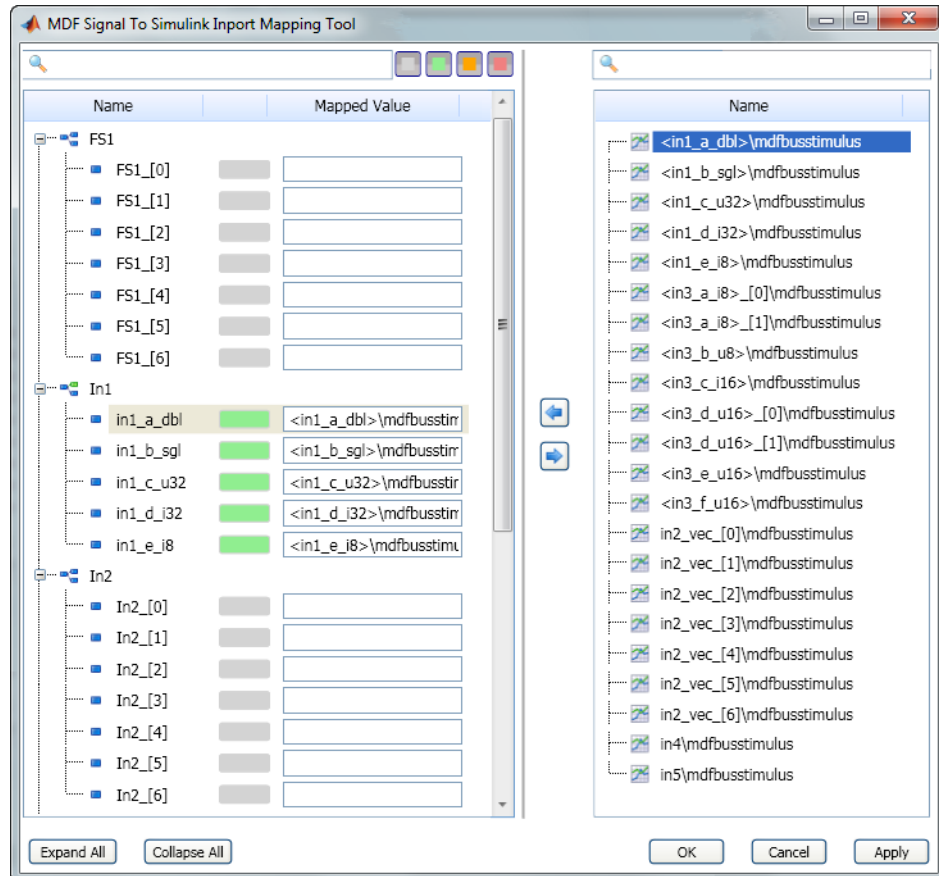 MDF Signal To Simulink Inport Mapping Tool
Name Mapped Value
FS1
FS1_[0]
FS1_[1]
FS1_[2]
FS1_[3]
FS1_[4]
FS1_[5]
FS1_[6]
In1
in1_a_dbl <in1_a_dbl>\mdfbusstim
in1_b_sgl <in1_b_sgl>\mdfbusstim
in1_c_u32 <in1_c_u32>\mdfbusstin
in1_d_i32 <in1_d_i32>\mdfbusstin
in1_e_i8 <in1_e_i8>\mdfbusstimu
In2
In2_[0]
In2_[1]
In2_[2]
In2_[3]
In2_[4]
In2_[5]
In2_[6]
Expand All Collapse All
Name
<in1_a_dbl>\mdfbusstimulus
<in1_b_sgl>\mdfbusstimulus
<in1_c_u32>\mdfbusstimulus
<in1_d_i32>\mdfbusstimulus
<in1_e_i8>\mdfbusstimulus
<in3_a_i8>_[0]\mdfbusstimulus
<in3_a_i8>_[1]\mdfbusstimulus
<in3_b_u8>\mdfbusstimulus
<in3_c_i16>\mdfbusstimulus
<in3_d_u16>_[0]\mdfbusstimulus
<in3_d_u16>_[1]\mdfbusstimulus
<in3_e_u16>\mdfbusstimulus
<in3_f_u16>\mdfbusstimulus
in2_vec_[0]\mdfbusstimulus
in2_vec_[1]\mdfbusstimulus
in2_vec_[2]\mdfbusstimulus
in2_vec_[3]\mdfbusstimulus
in2_vec_[4]\mdfbusstimulus
in2_vec_[5]\mdfbusstimulus
in2_vec_[6]\mdfbusstimulus
in4\mdfbusstimulus
in5\mdfbusstimulus
OK Cancel Apply